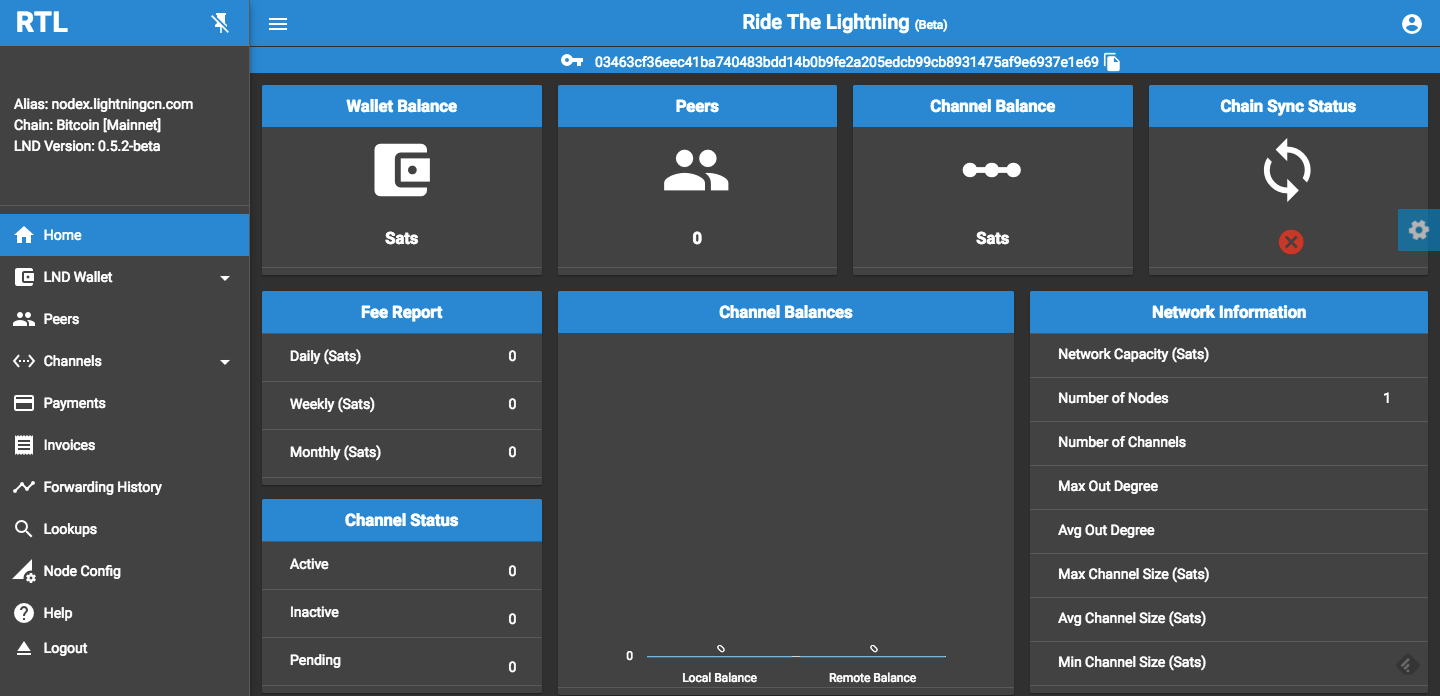 RTL
Ride The Lightning (Beta)
03463cf36eec41ba740483bdd14b0b9fe2a205edcb99cb8931475af9e6937e1e69
Alias: nodex.lightningcn.com
Chain: Bitcoin [Mainnet]
LND Version: 0.5.2-beta
Home
LND Wallet
Peers
Channels
Payments
Invoices
Forwarding History
Lookups
Node Config
Help
Logout
Wallet Balance
Sats
Peers
0
Channel Balance
Sats
Chain Sync Status
Fee Report
Daily (Sats) 0
Weekly (Sats) 0
Monthly (Sats) 0
Channel Status
Active 0
Inactive 0
Pending 0
Channel Balances
0
0 0
Local Balance Remote Balance
Network Information
Network Capacity (Sats)
Number of Nodes 1
Number of Channels
Max Out Degree
Avg Out Degree
Max Channel Size (Sats)
Avg Channel Size (Sats)
Min Channel Size (Sats)